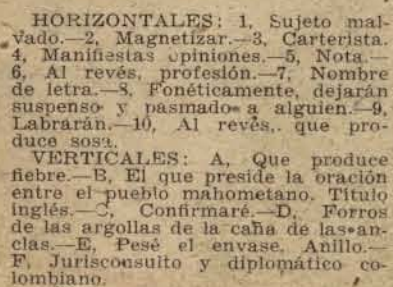 HORIZONTALES: 1, Sujeto mal-
vado.—2, Magnetizar.—3, Carterista.
4, Manifiestas opiniones.—5, Nota.—
6, Al revés, profesión.—7, Nombre
de letra.—8, Fonéticamente, dejarán
suspenso y pasmado a alguien.—9,
Labrarán.—10, Al revés, que pro-
duce sosa.
VERTICALES: A, Que produce
fiebre.—B, El que preside la oración
entre el pueblo mahometano. Título
inglés.—C, Confirmaré.—D, Forros
de las argollas de la caña de las an-
clas.—E, Pesé el envase. Anillo.—
F, Jurisconsulto y diplomático co-
lombiano.